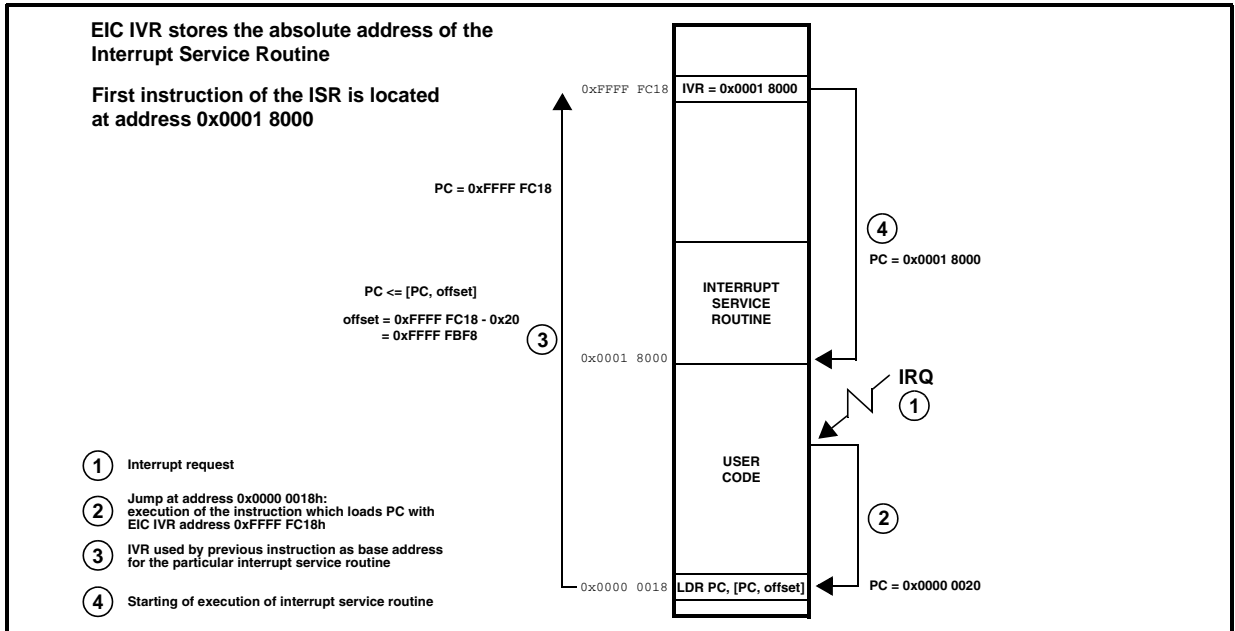 EIC IVR stores the absolute address of the
Interrupt Service Routine
First instruction of the ISR is located
at address 0x0001 8000
0xFFFF FC18
IVR = 0x0001 8000
PC = 0xFFFF FC18
4
PC = 0x0001 8000
PC <= [PC, offset]
offset = 0xFFFF FC18 - 0x20
= 0xFFFF FBF8
3
INTERRUPT
SERVICE
ROUTINE
0x0001 8000
IRQ
1
USER
CODE
2
1 Interrupt request
2 Jump at address 0x0000 0018h:
execution of the instruction which loads PC with
EIC IVR address 0xFFFF FC18h
3 IVR used by previous instruction as base address
for the particular interrupt service routine
4 Starting of execution of interrupt service routine
0x0000 0018
LDR PC, [PC, offset]
PC = 0x0000 0020